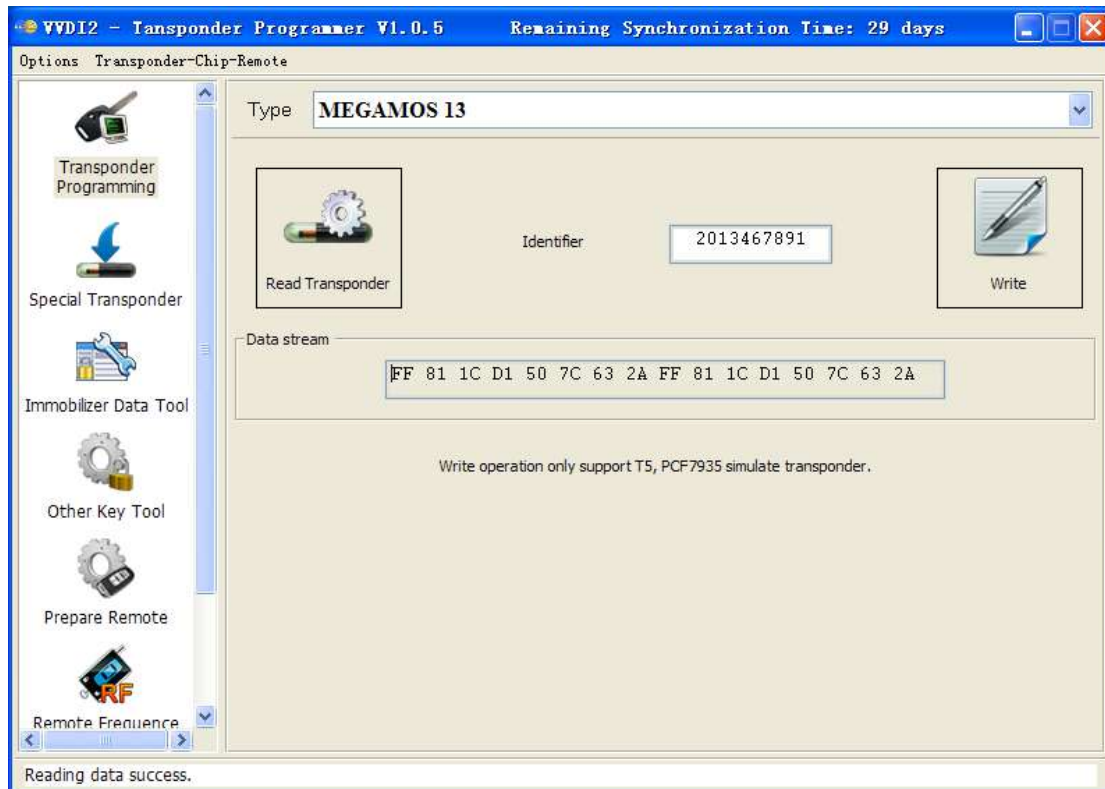 VVDI2 - Tansponder Programmer V1.0.5 Remaining Synchronization Time: 29 days
Options Transponder-Chip-Remote
Transponder
Programming
Special Transponder
Immobilizer Data Tool
Other Key Tool
Prepare Remote
RF
Remote Frequence
Type MEGAMOS 13
Read Transponder
Identifier 2013467891
Write
Data stream
FF 81 1C D1 50 7C 63 2A FF 81 1C D1 50 7C 63 2A
Write operation only support T5, PCF7935 simulate transponder.
Reading data success.